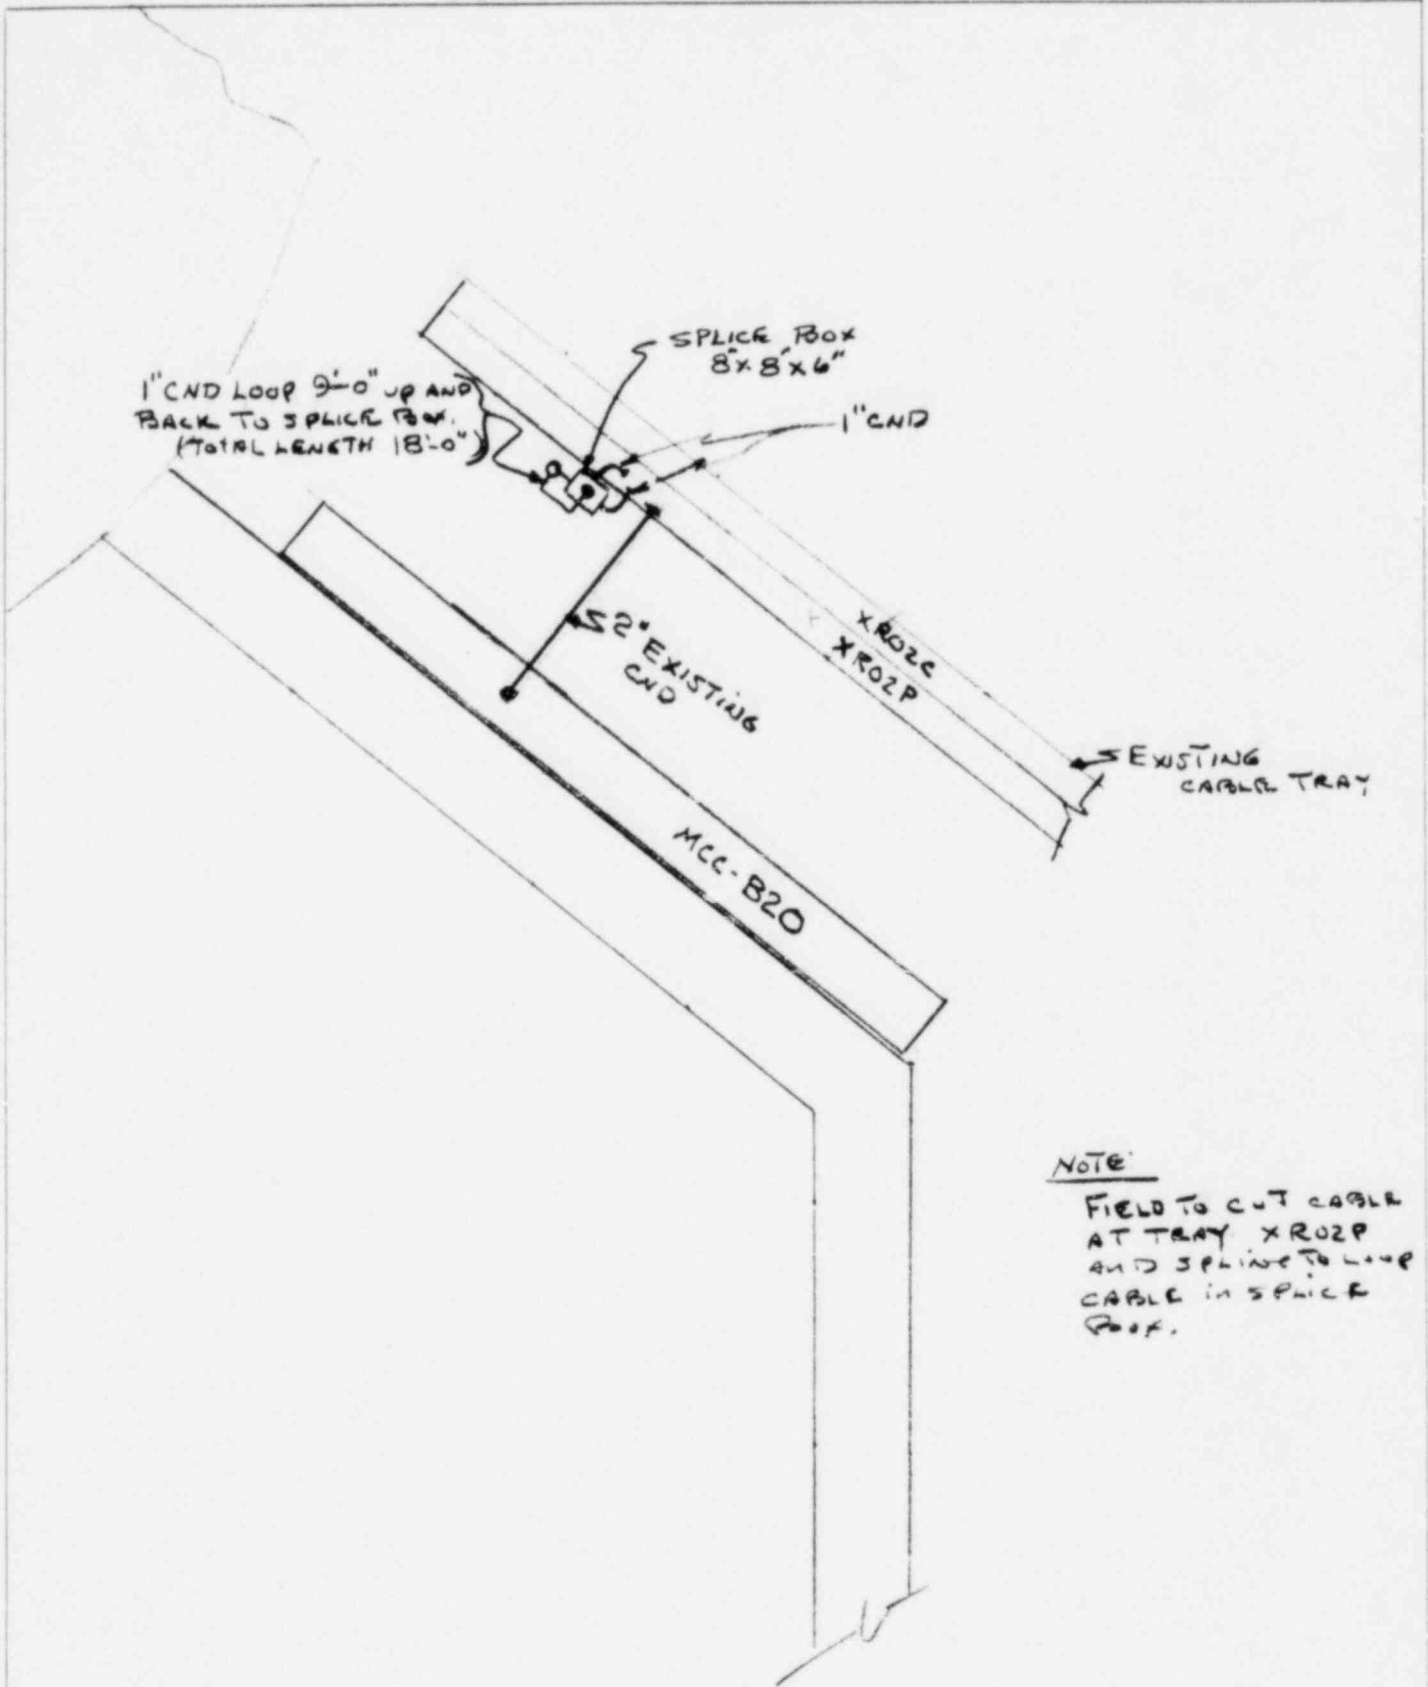 SPLICE BOX
8"x 8"x 6"
1" CND LOOP 9'-0" UP AND
BACK TO SPLICE BOX.
(TOTAL LENGTH 18'-0")
1" CND
2" EXISTING
CND
XR02C
XR02P
EXISTING
CABLE TRAY
MCC-B20
NOTE
FIELD TO CUT CABLE
AT TRAY XR02P
AND SPLICE TO LOOP
CABLE in SPLICE
BOX.